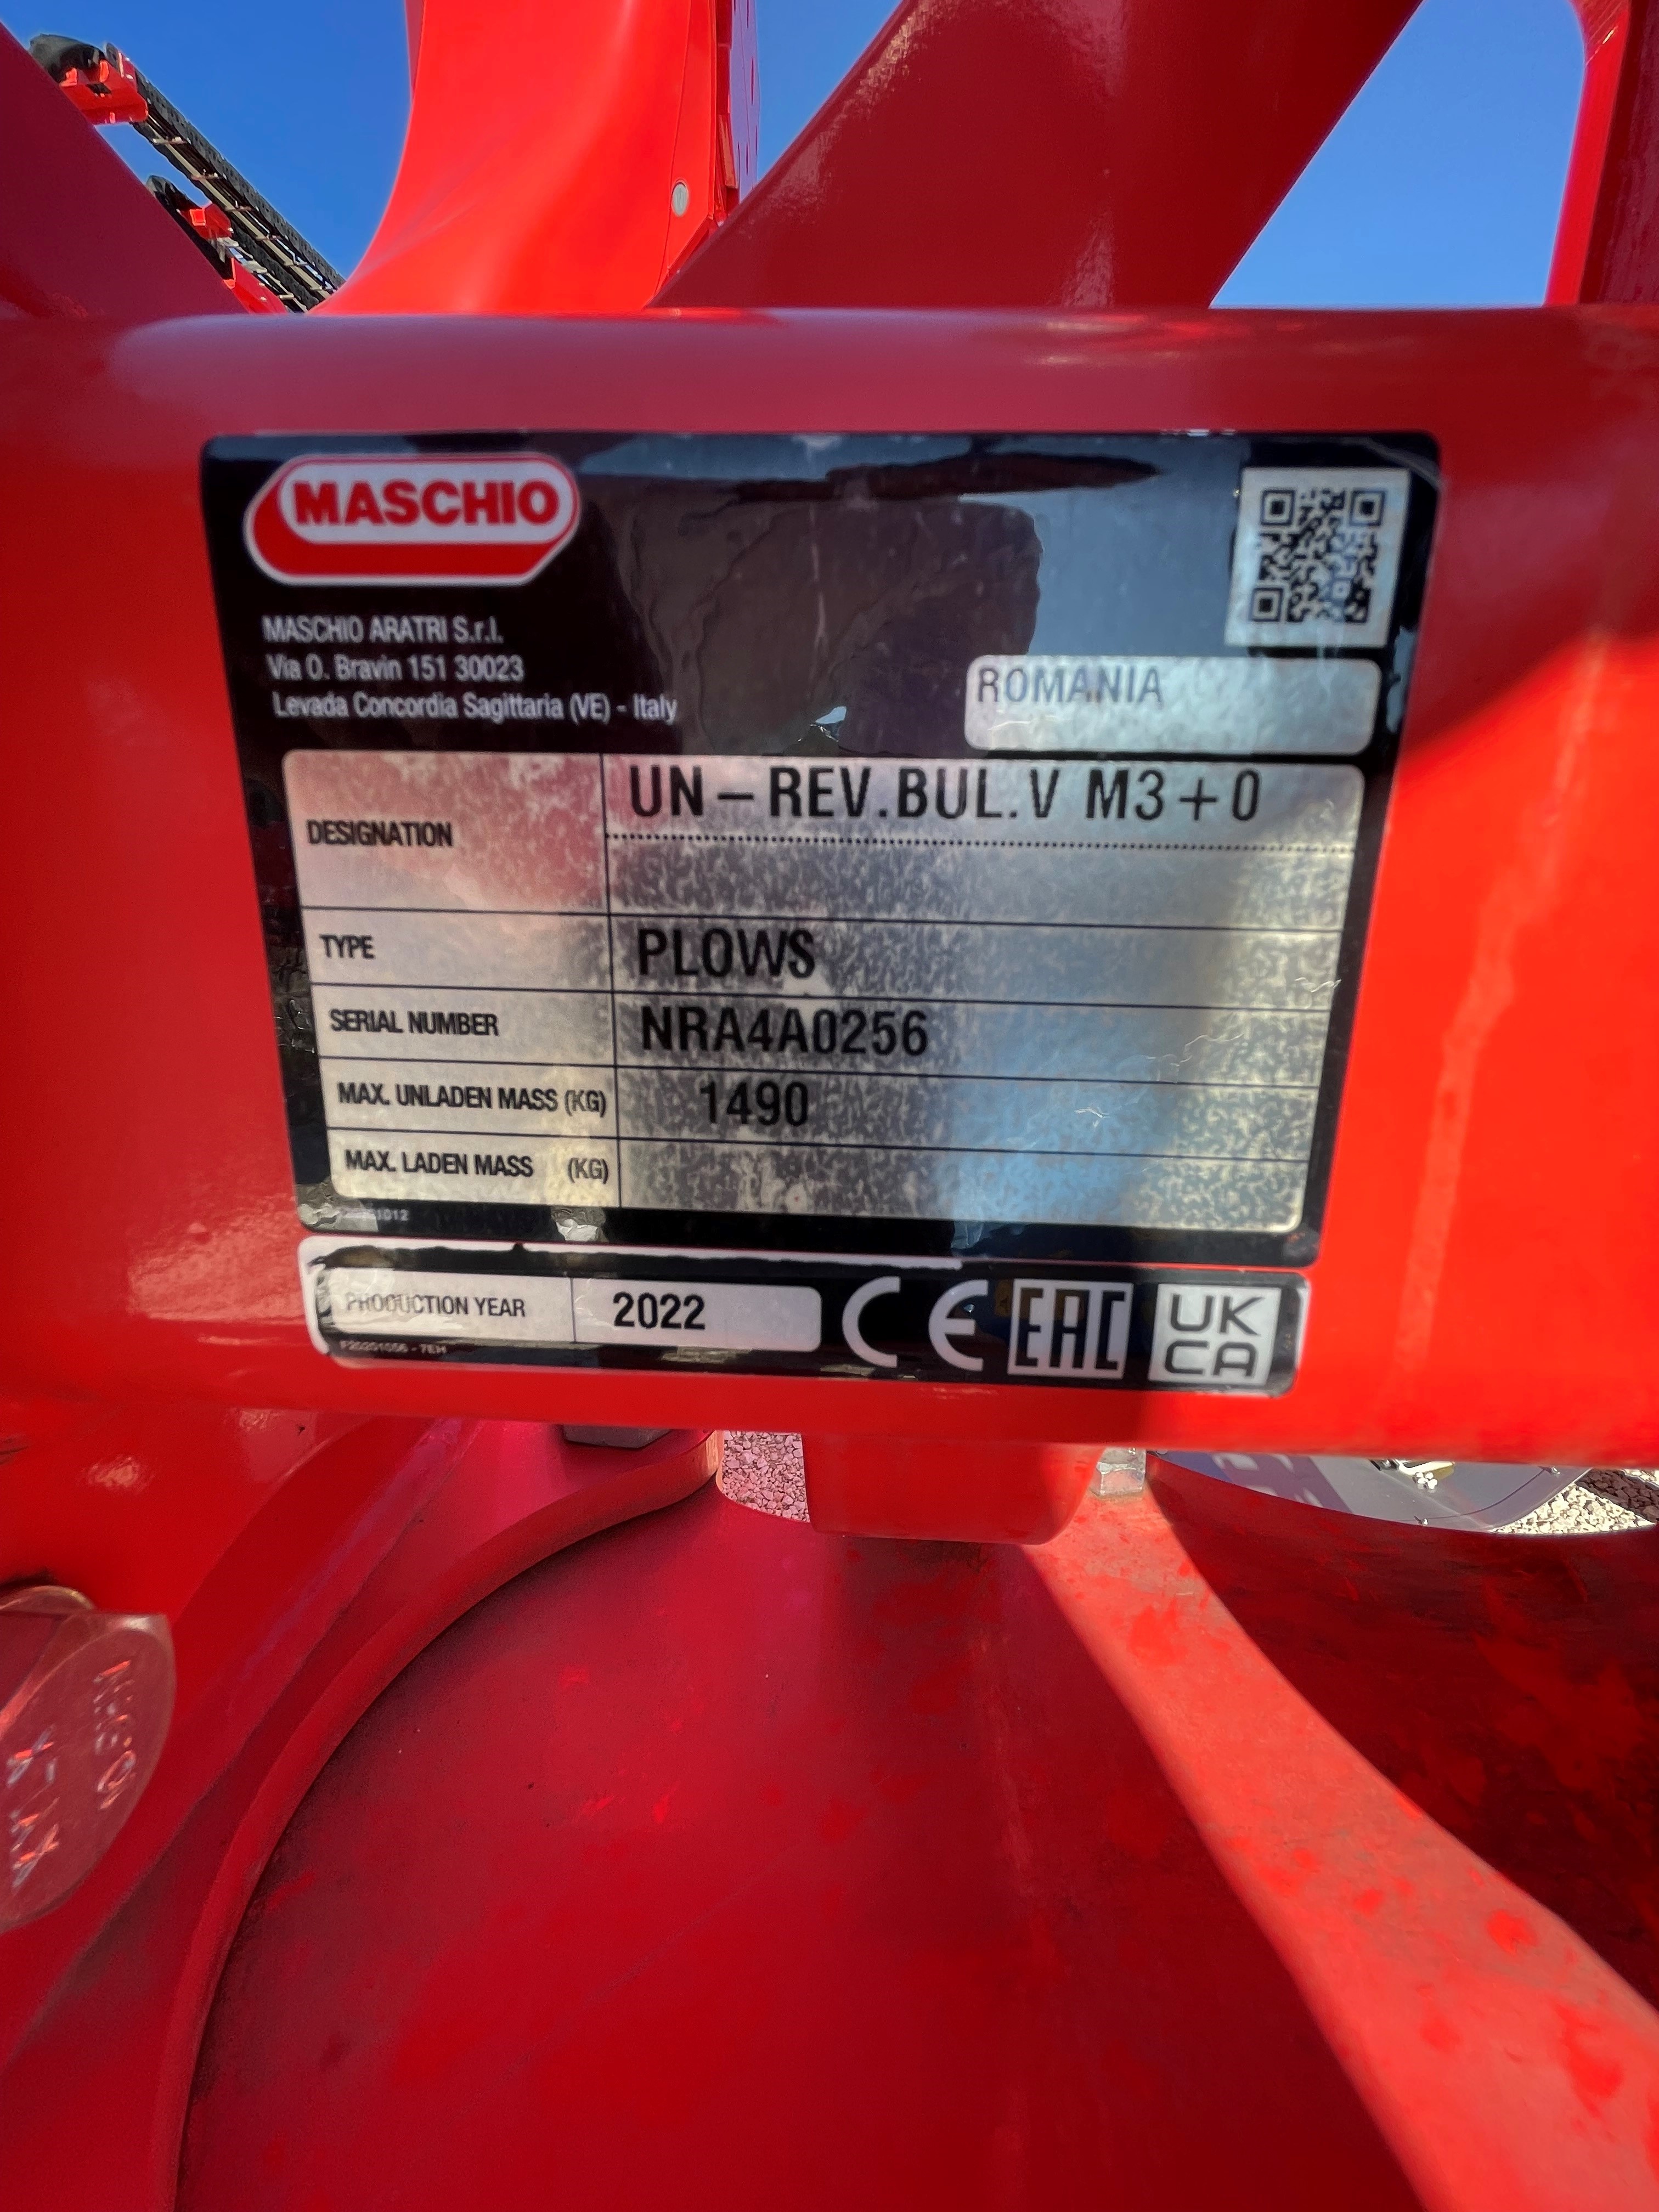 MASCHIO
MASCHIO ARATRI S.r.l.
Via O. Bravin 151 30023
Levada Concordia Sagittaria (VE) - Italy
ROMANIA
DESIGNATION UN – REV.BUL.V M3+0
TYPE PLOWS
SERIAL NUMBER NRA4A0256
MAX. UNLADEN MASS (KG) 1490
MAX. LADEN MASS (KG)
PRODUCTION YEAR 2022 CE EAC UK CA